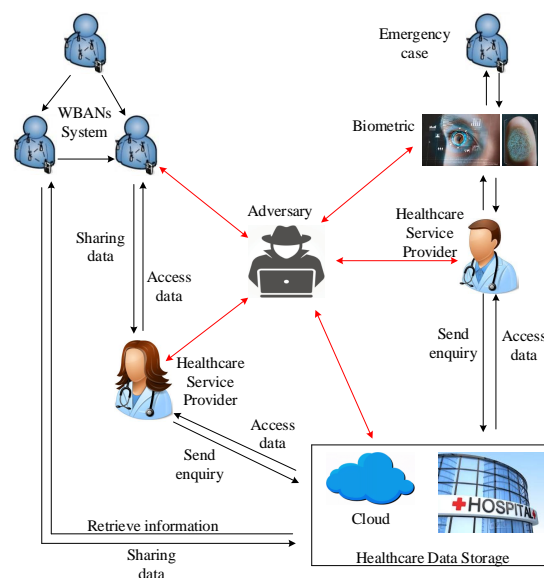 Emergency
case
WBANs
System
Biometric
Adversary
Healthcare
Service
Provider
Sharing
data
Access
data
Send
enquiry
Access
data
Healthcare
Service
Provider
Access
data
Send
enquiry
HOSPITAL
Cloud
Retrieve information
Sharing
data
Healthcare Data Storage